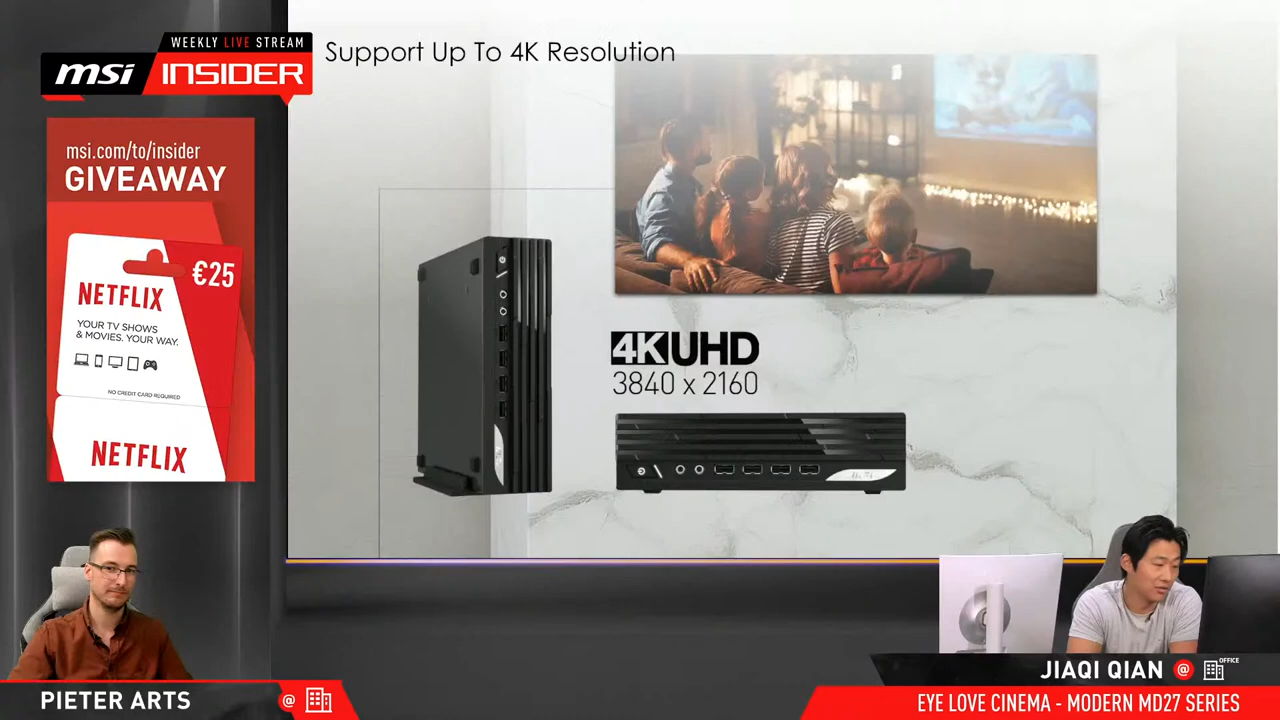 WEEKLY LIVE STREAM
msi INSIDER
Support Up To 4K Resolution
msi.com/to/insider
GIVEAWAY
€25
NETFLIX
YOUR TV SHOWS
& MOVIES. YOUR WAY.
NO CREDIT CARD REQUIRED
NETFLIX
4K UHD
3840 x 2160
OFFICE
JIAQI QIAN @
PIETER ARTS @
EYE LOVE CINEMA - MODERN MD27 SERIES